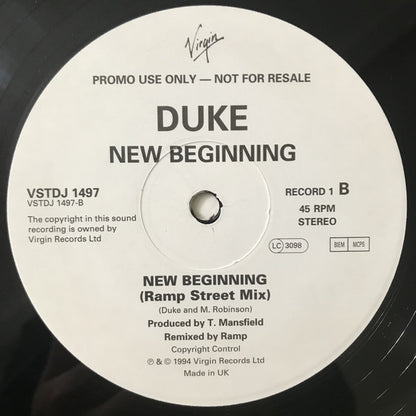 Virgin
PROMO USE ONLY — NOT FOR RESALE
DUKE
NEW BEGINNING
VSTDJ 1497
VSTDJ 1497-B
The copyright in this sound
recording is owned by
Virgin Records Ltd
RECORD 1 B
45 RPM
STEREO
LC 3098
BIEM MCPS
NEW BEGINNING
(Ramp Street Mix)
(Duke and M. Robinson)
Produced by T. Mansfield
Remixed by Ramp
Copyright Control
℗ & © 1994 Virgin Records Ltd
Made in UK